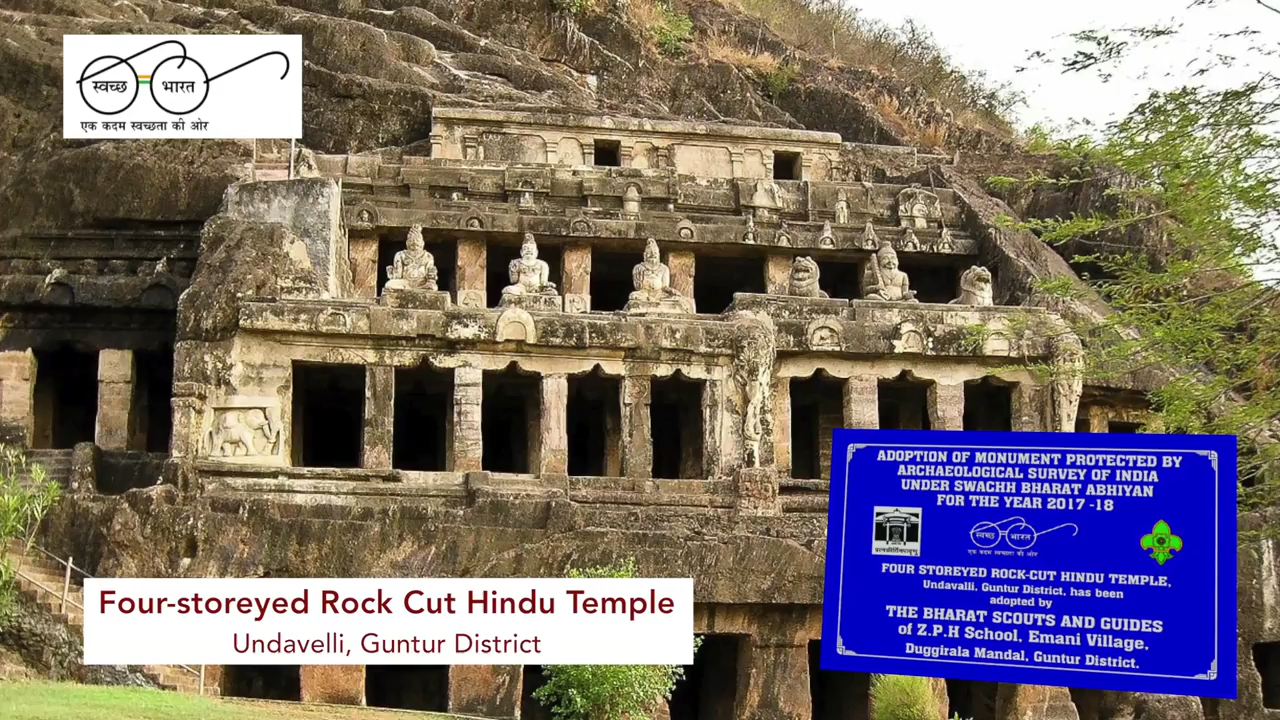 स्वच्छ भारत
एक कदम स्वच्छता की ओर
ADOPTION OF MONUMENT PROTECTED BY
ARCHAEOLOGICAL SURVEY OF INDIA
UNDER SWACHH BHARAT ABHIYAN
FOR THE YEAR 2017 -18
स्वच्छ भारत
एक कदम स्वच्छता की ओर
प्रत्नकीर्तिमपावृणु
FOUR STOREYED ROCK-CUT HINDU TEMPLE,
Undavalli, Guntur District, has been
adopted by
THE BHARAT SCOUTS AND GUIDES
of Z.P.H School, Emani Village,
Duggirala Mandal, Guntur District.
Four-storeyed Rock Cut Hindu Temple
Undavelli, Guntur District